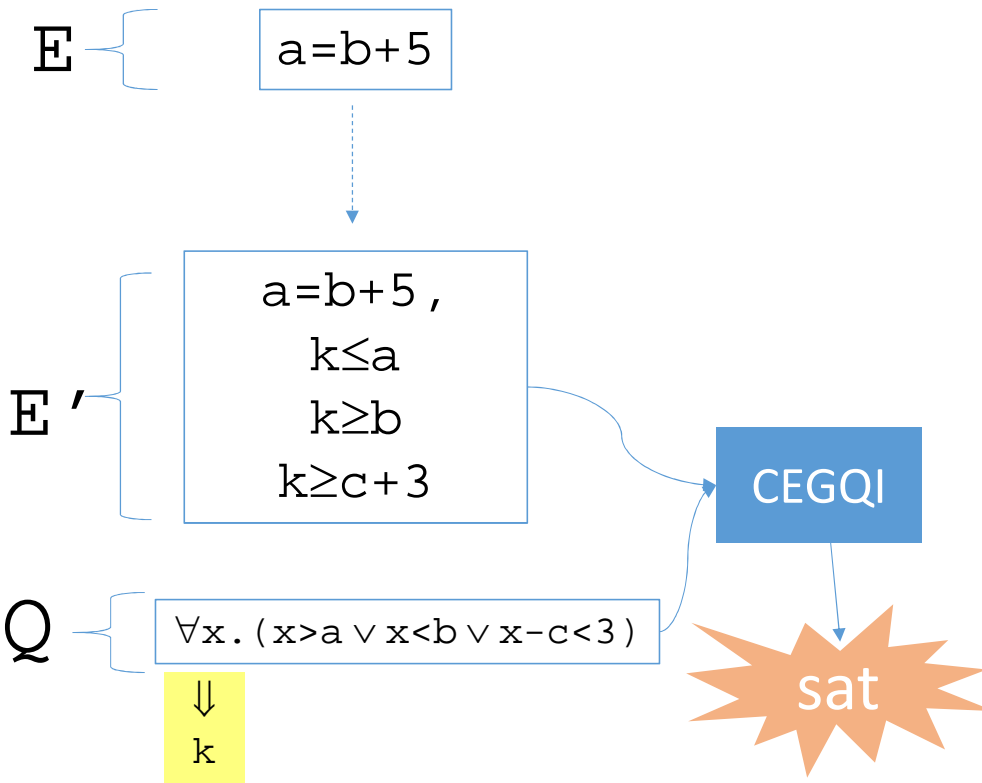 E
a=b+5
E'
a=b+5,
k≤a
k≥b
k≥c+3
CEGQI
Q
∀x.(x>a ∨ x<b ∨ x-c<3)
sat
⇓
k